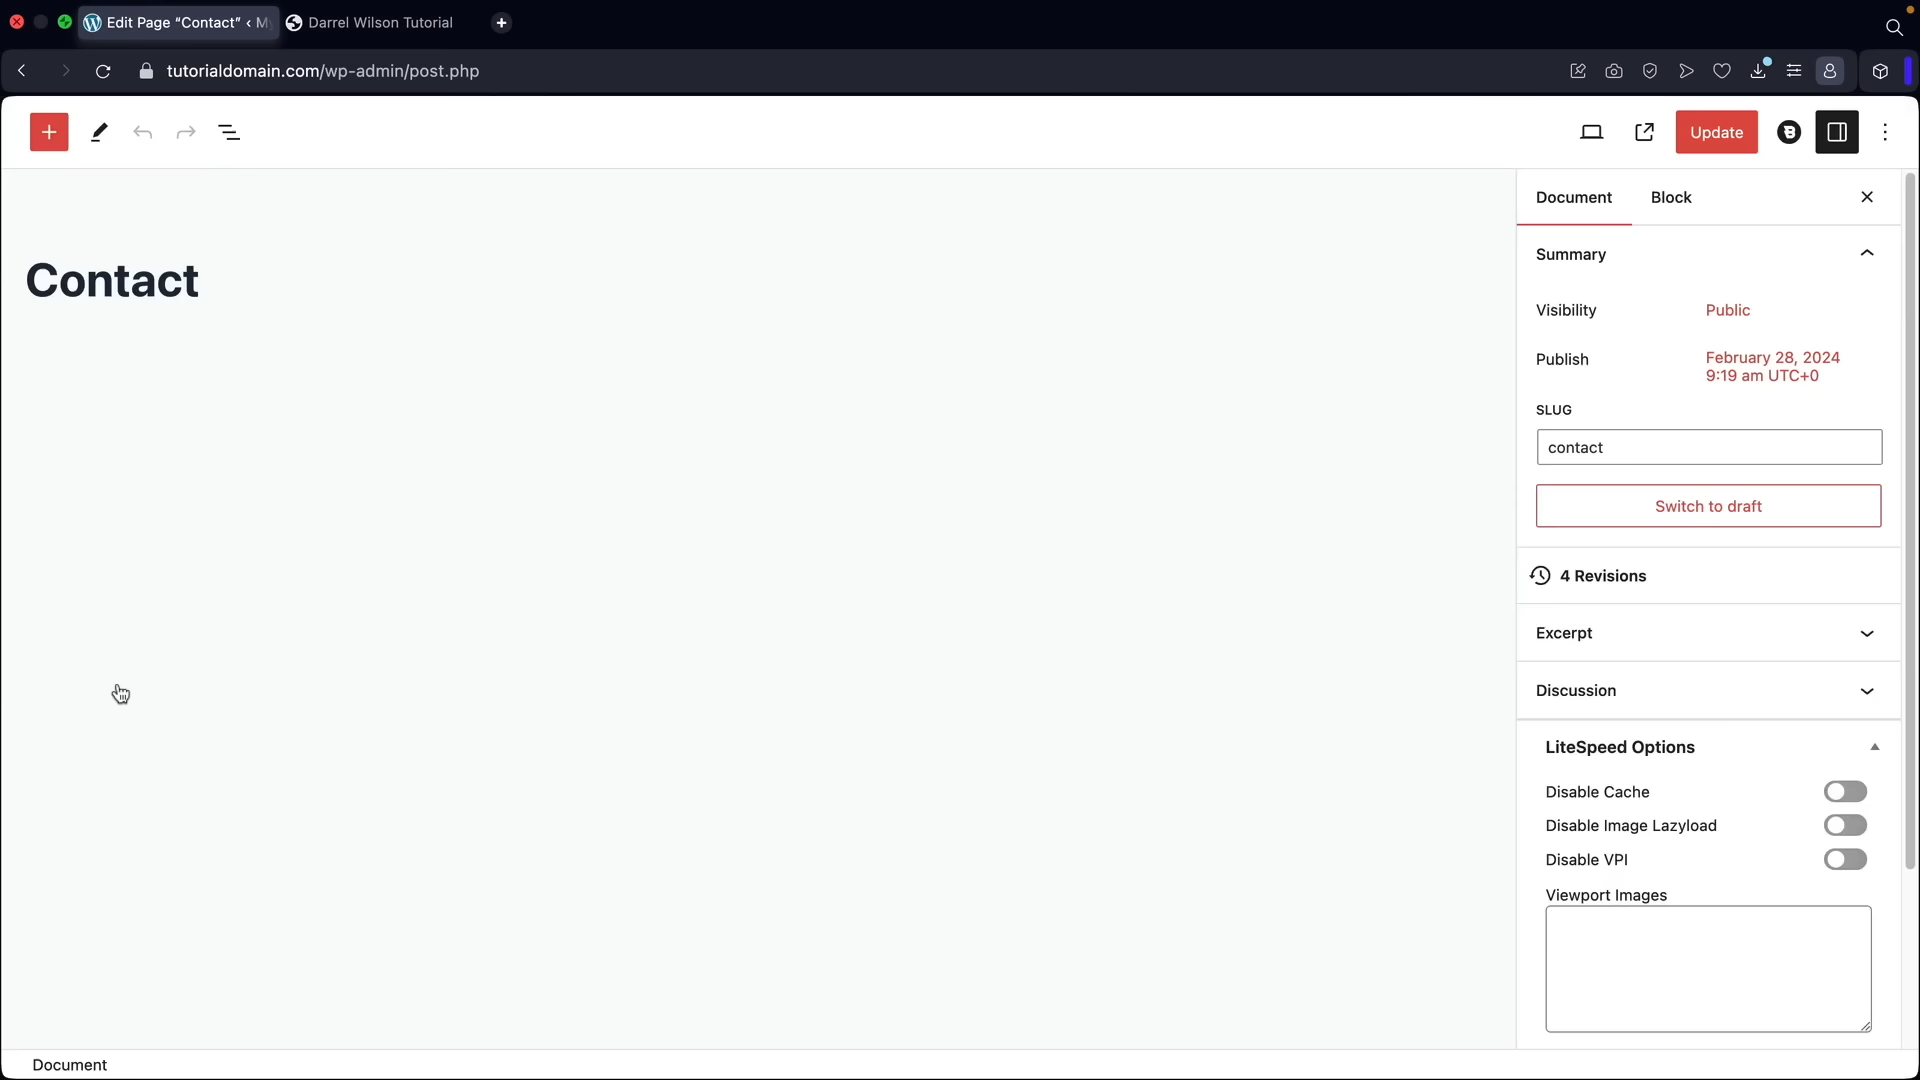 Edit Page “Contact” ‹ M
Darrel Wilson Tutorial
tutorialdomain.com/wp-admin/post.php
Update
Document
Block
Contact
Summary
Visibility
Public
Publish
February 28, 2024
9:19 am UTC+0
SLUG
contact
Switch to draft
4 Revisions
Excerpt
Discussion
LiteSpeed Options
Disable Cache
Disable Image Lazyload
Disable VPI
Viewport Images
Document